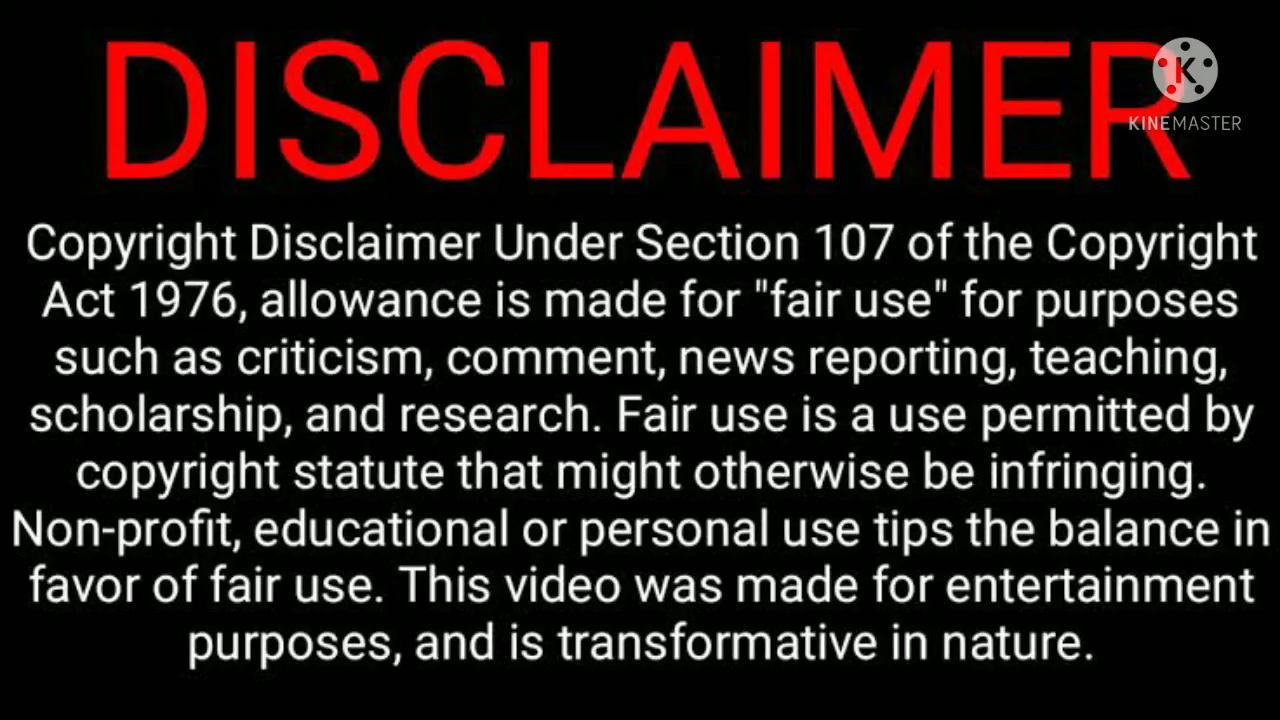 DISCLAIMER
K
KINEMASTER
Copyright Disclaimer Under Section 107 of the Copyright
Act 1976, allowance is made for "fair use" for purposes
such as criticism, comment, news reporting, teaching,
scholarship, and research. Fair use is a use permitted by
copyright statute that might otherwise be infringing.
Non-profit, educational or personal use tips the balance in
favor of fair use. This video was made for entertainment
purposes, and is transformative in nature.